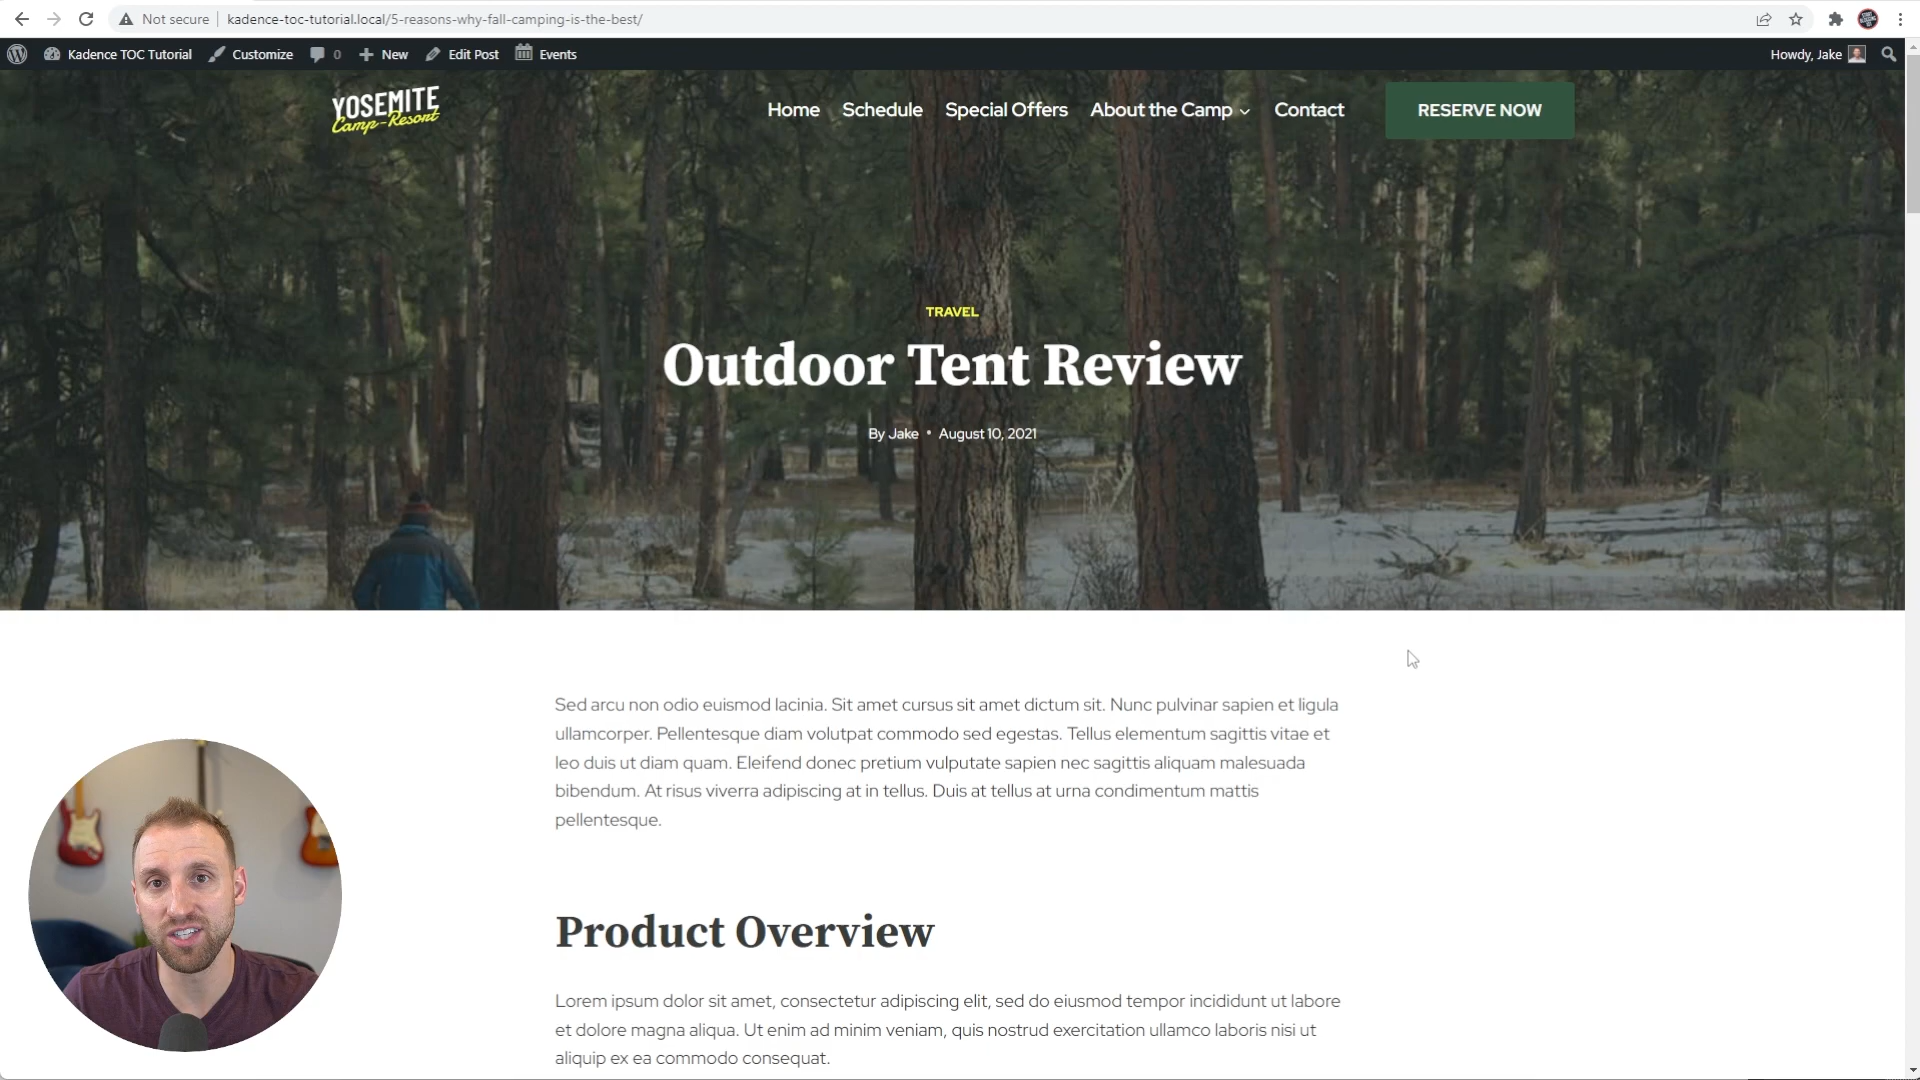 Not secure
kadence-toc-tutorial.local/5-reasons-why-fall-camping-is-the-best/
Kadence TOC Tutorial
Customize
0
New
Edit Post
Events
Howdy, Jake
YOSEMITE
Camp-Resort
Home
Schedule
Special Offers
About the Camp
Contact
RESERVE NOW
TRAVEL
Outdoor Tent Review
By Jake • August 10, 2021
Sed arcu non odio euismod lacinia. Sit amet cursus sit amet dictum sit. Nunc pulvinar sapien et ligula
ullamcorper. Pellentesque diam volutpat commodo sed egestas. Tellus elementum sagittis vitae et
leo duis ut diam quam. Eleifend donec pretium vulputate sapien nec sagittis aliquam malesuada
bibendum. At risus viverra adipiscing at in tellus. Duis at tellus at urna condimentum mattis
pellentesque.
Product Overview
Lorem ipsum dolor sit amet, consectetur adipiscing elit, sed do eiusmod tempor incididunt ut labore
et dolore magna aliqua. Ut enim ad minim veniam, quis nostrud exercitation ullamco laboris nisi ut
aliquip ex ea commodo consequat.